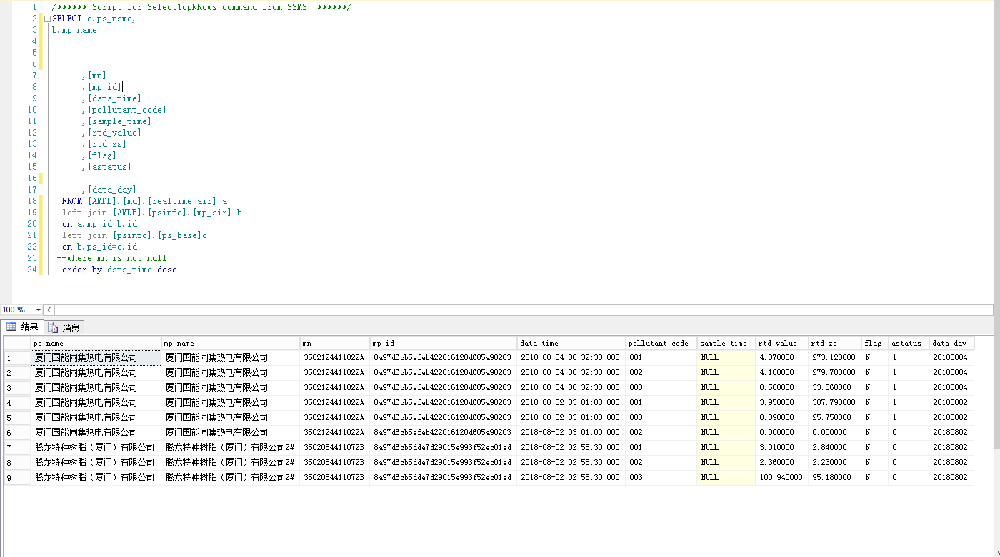 1 /****** Script for SelectTopNRows command from SSMS ******/
2 SELECT c.ps_name,
3 b.mp_name
4
5
6
7 ,[mn]
8 ,[mp_id]
9 ,[data_time]
10 ,[pollutant_code]
11 ,[sample_time]
12 ,[rtd_value]
13 ,[rtd_zs]
14 ,[flag]
15 ,[astatus]
16
17 ,[data_day]
18 FROM [AMDB].[md].[realtime_air] a
19 left join [AMDB].[psinfo].[mp_air] b
20 on a.mp_id=b.id
21 left join [psinfo].[ps_base]c
22 on b.ps_id=c.id
23 --where mn is not null
24 order by data_time desc
100 %
结果 消息
ps_name mp_name mn mp_id data_time pollutant_code sample_time rtd_value rtd_zs flag astatus data_day
1 厦门国能同集热电有限公司 厦门国能同集热电有限公司 3502124411022A 8a97d6cb5efeb422016120d605a90203 2018-08-04 00:32:30.000 001 NULL 4.070000 273.120000 N 1 20180804
2 厦门国能同集热电有限公司 厦门国能同集热电有限公司 3502124411022A 8a97d6cb5efeb422016120d605a90203 2018-08-04 00:32:30.000 002 NULL 4.180000 279.780000 N 1 20180804
3 厦门国能同集热电有限公司 厦门国能同集热电有限公司 3502124411022A 8a97d6cb5efeb422016120d605a90203 2018-08-04 00:32:30.000 003 NULL 0.500000 33.360000 N 1 20180804
4 厦门国能同集热电有限公司 厦门国能同集热电有限公司 3502124411022A 8a97d6cb5efeb422016120d605a90203 2018-08-02 03:01:00.000 001 NULL 3.950000 307.790000 N 1 20180802
5 厦门国能同集热电有限公司 厦门国能同集热电有限公司 3502124411022A 8a97d6cb5efeb422016120d605a90203 2018-08-02 03:01:00.000 003 NULL 0.390000 25.750000 N 1 20180802
6 厦门国能同集热电有限公司 厦门国能同集热电有限公司 3502124411022A 8a97d6cb5efeb422016120d605a90203 2018-08-02 03:01:00.000 002 NULL 0.000000 0.000000 N 0 20180802
7 腾龙特种树脂（厦门）有限公司 腾龙特种树脂（厦门）有限公司2# 3502054411072B 8a97d6cb5dde7d29015e993f52ec01ed 2018-08-02 02:55:30.000 001 NULL 3.010000 2.840000 N 0 20180802
8 腾龙特种树脂（厦门）有限公司 腾龙特种树脂（厦门）有限公司2# 3502054411072B 8a97d6cb5dde7d29015e993f52ec01ed 2018-08-02 02:55:30.000 002 NULL 2.360000 2.230000 N 0 20180802
9 腾龙特种树脂（厦门）有限公司 腾龙特种树脂（厦门）有限公司2# 3502054411072B 8a97d6cb5dde7d29015e993f52ec01ed 2018-08-02 02:55:30.000 003 NULL 100.940000 95.180000 N 0 20180802